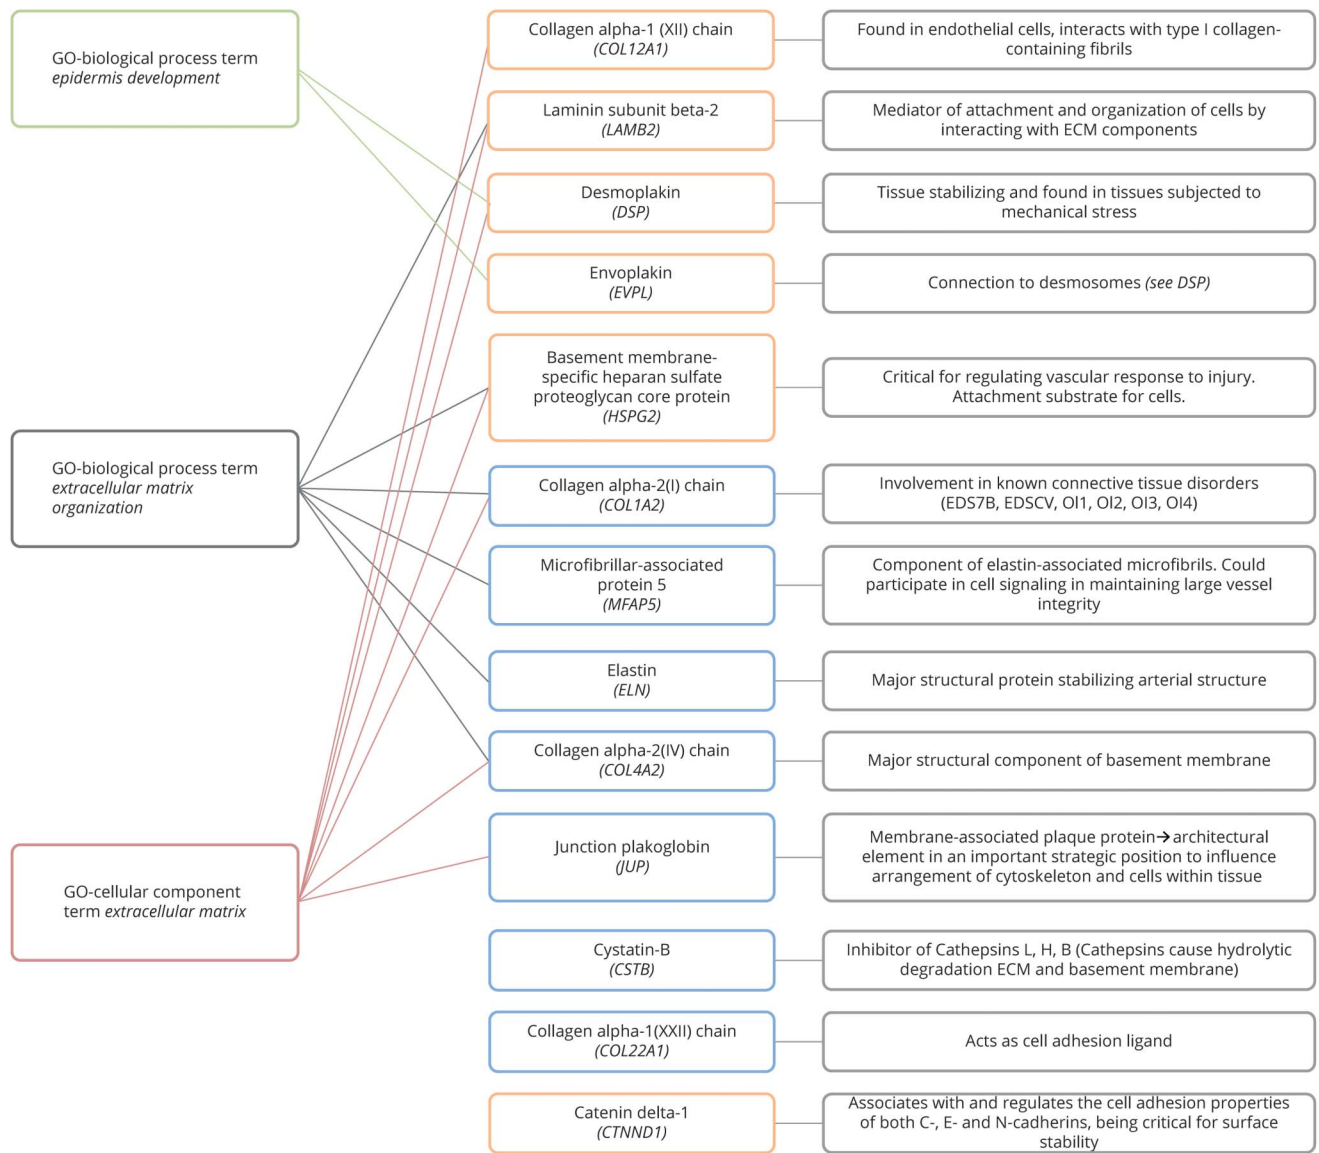 GO-biological process term
epidermis development
GO-biological process term
extracellular matrix
organization
GO-cellular component
term extracellular matrix
Collagen alpha-1 (XII) chain
(COL12A1)
Found in endothelial cells, interacts with type I collagen-
containing fibrils
Laminin subunit beta-2
(LAMB2)
Mediator of attachment and organization of cells by
interacting with ECM components
Desmoplakin
(DSP)
Tissue stabilizing and found in tissues subjected to
mechanical stress
Envoplakin
(EVPL)
Connection to desmosomes (see DSP)
Basement membrane-
specific heparan sulfate
proteoglycan core protein
(HSPG2)
Critical for regulating vascular response to injury.
Attachment substrate for cells.
Collagen alpha-2(I) chain
(COL1A2)
Involvement in known connective tissue disorders
(EDS7B, EDSCV, OI1, OI2, OI3, OI4)
Microfibrillar-associated
protein 5
(MFAP5)
Component of elastin-associated microfibrils. Could
participate in cell signaling in maintaining large vessel
integrity
Elastin
(ELN)
Major structural protein stabilizing arterial structure
Collagen alpha-2(IV) chain
(COL4A2)
Major structural component of basement membrane
Junction plakoglobin
(JUP)
Membrane-associated plaque protein→architectural
element in an important strategic position to influence
arrangement of cytoskeleton and cells within tissue
Cystatin-B
(CSTB)
Inhibitor of Cathepsins L, H, B (Cathepsins cause hydrolytic
degradation ECM and basement membrane)
Collagen alpha-1(XXII) chain
(COL22A1)
Acts as cell adhesion ligand
Catenin delta-1
(CTNND1)
Associates with and regulates the cell adhesion properties
of both C-, E- and N-cadherins, being critical for surface
stability